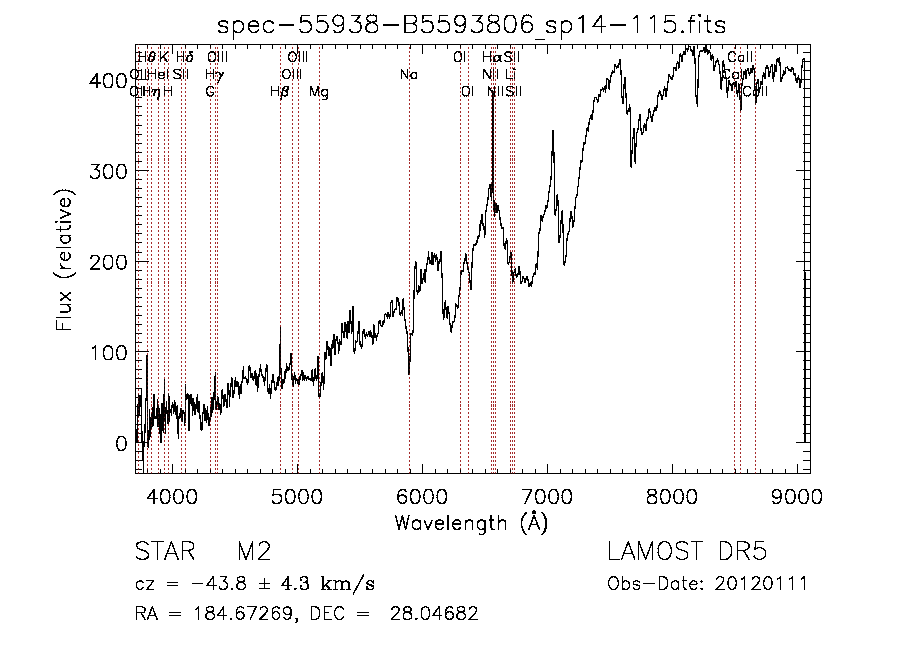 spec-55938-B5593806_sp14-115.fits
Hθ K Hδ OIII OIII OI Hα SII CaII
OII HeI SII Hγ OIII Na NII Li CaII
OII Hη H G Hβ Mg OI NII SII CaII
400
300
200
100
0
Flux (relative)
4000 5000 6000 7000 8000 9000
Wavelength (Å)
STAR M2 LAMOST DR5
cz = −43.8 ± 4.3 km/s Obs-Date: 20120111
RA = 184.67269, DEC = 28.04682